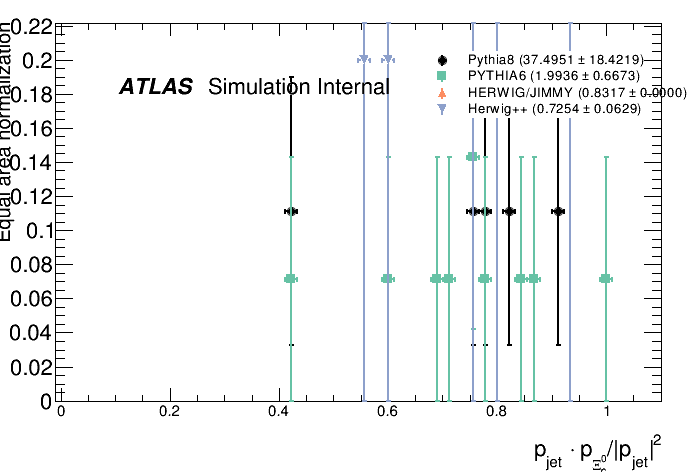 Equal area normalization
0.22
0.2
0.18
0.16
0.14
0.12
0.1
0.08
0.06
0.04
0.02
0
ATLAS Simulation Internal
Pythia8 (37.4951 ± 18.4219)
PYTHIA6 (1.9936 ± 0.6673)
HERWIG/JIMMY (0.8317 ± 0.0000)
Herwig++ (0.7254 ± 0.0629)
0 0.2 0.4 0.6 0.8 1
p_jet · p_Ξ⁰/|p_jet|²